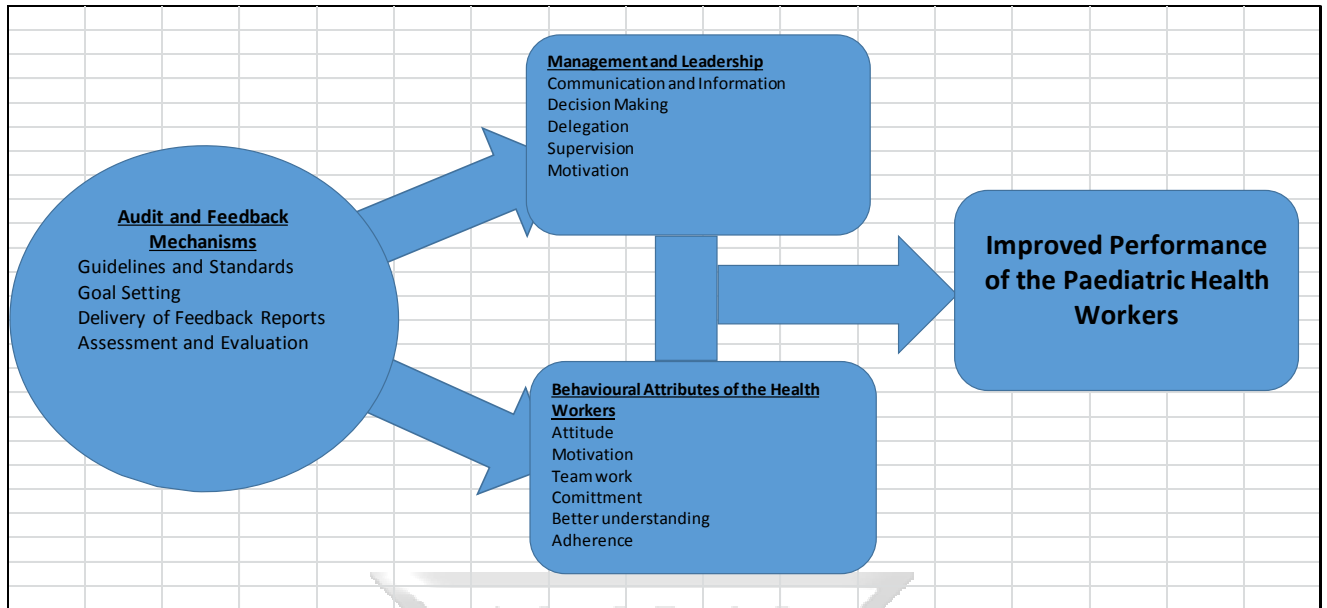 Audit and Feedback
Mechanisms
Guidelines and Standards
Goal Setting
Delivery of Feedback Reports
Assessment and Evaluation
Management and Leadership
Communication and Information
Decision Making
Delegation
Supervision
Motivation
Behavioural Attributes of the Health
Workers
Attitude
Motivation
Team work
Comittment
Better understanding
Adherence
Improved Performance
of the Paediatric Health
Workers